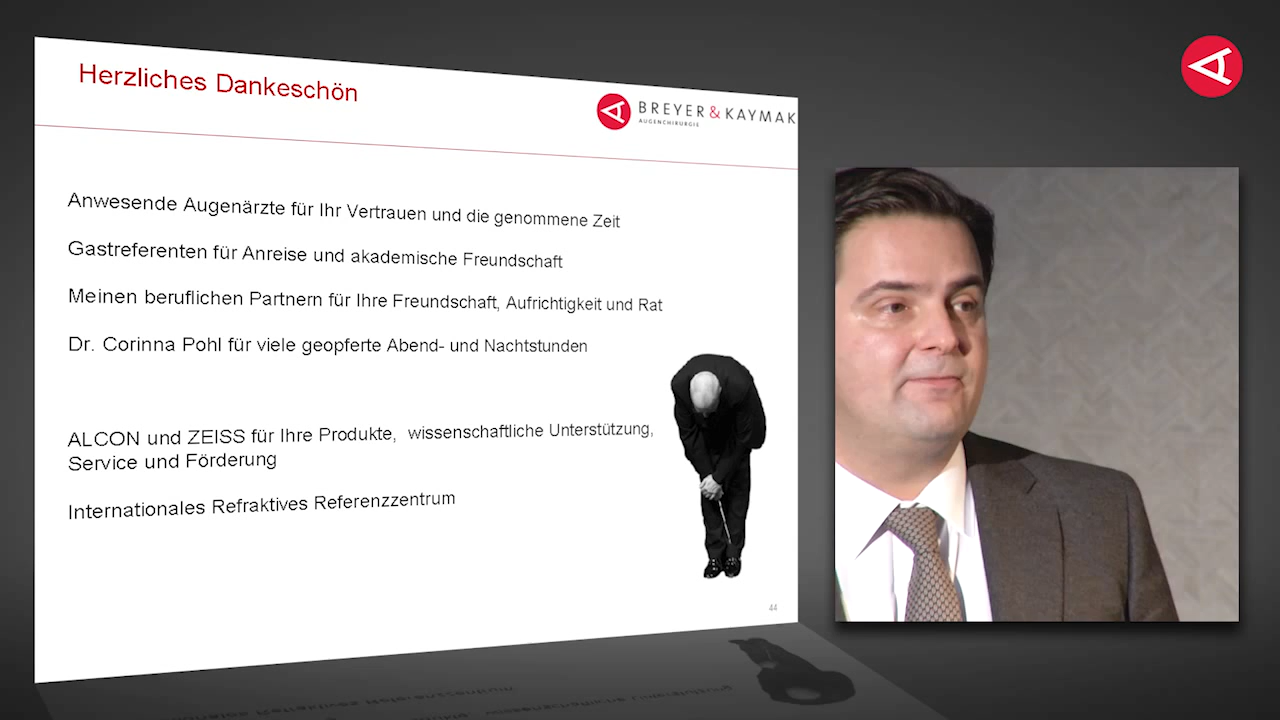 Herzliches Dankeschön
BREYER & KAYMAK
AUGENCHIRURGIE
Anwesende Augenärzte für Ihr Vertrauen und die genommene Zeit
Gastreferenten für Anreise und akademische Freundschaft
Meinen beruflichen Partnern für Ihre Freundschaft, Aufrichtigkeit und Rat
Dr. Corinna Pohl für viele geopferte Abend- und Nachtstunden
ALCON und ZEISS für Ihre Produkte, wissenschaftliche Unterstützung,
Service und Förderung
Internationales Refraktives Referenzzentrum
44